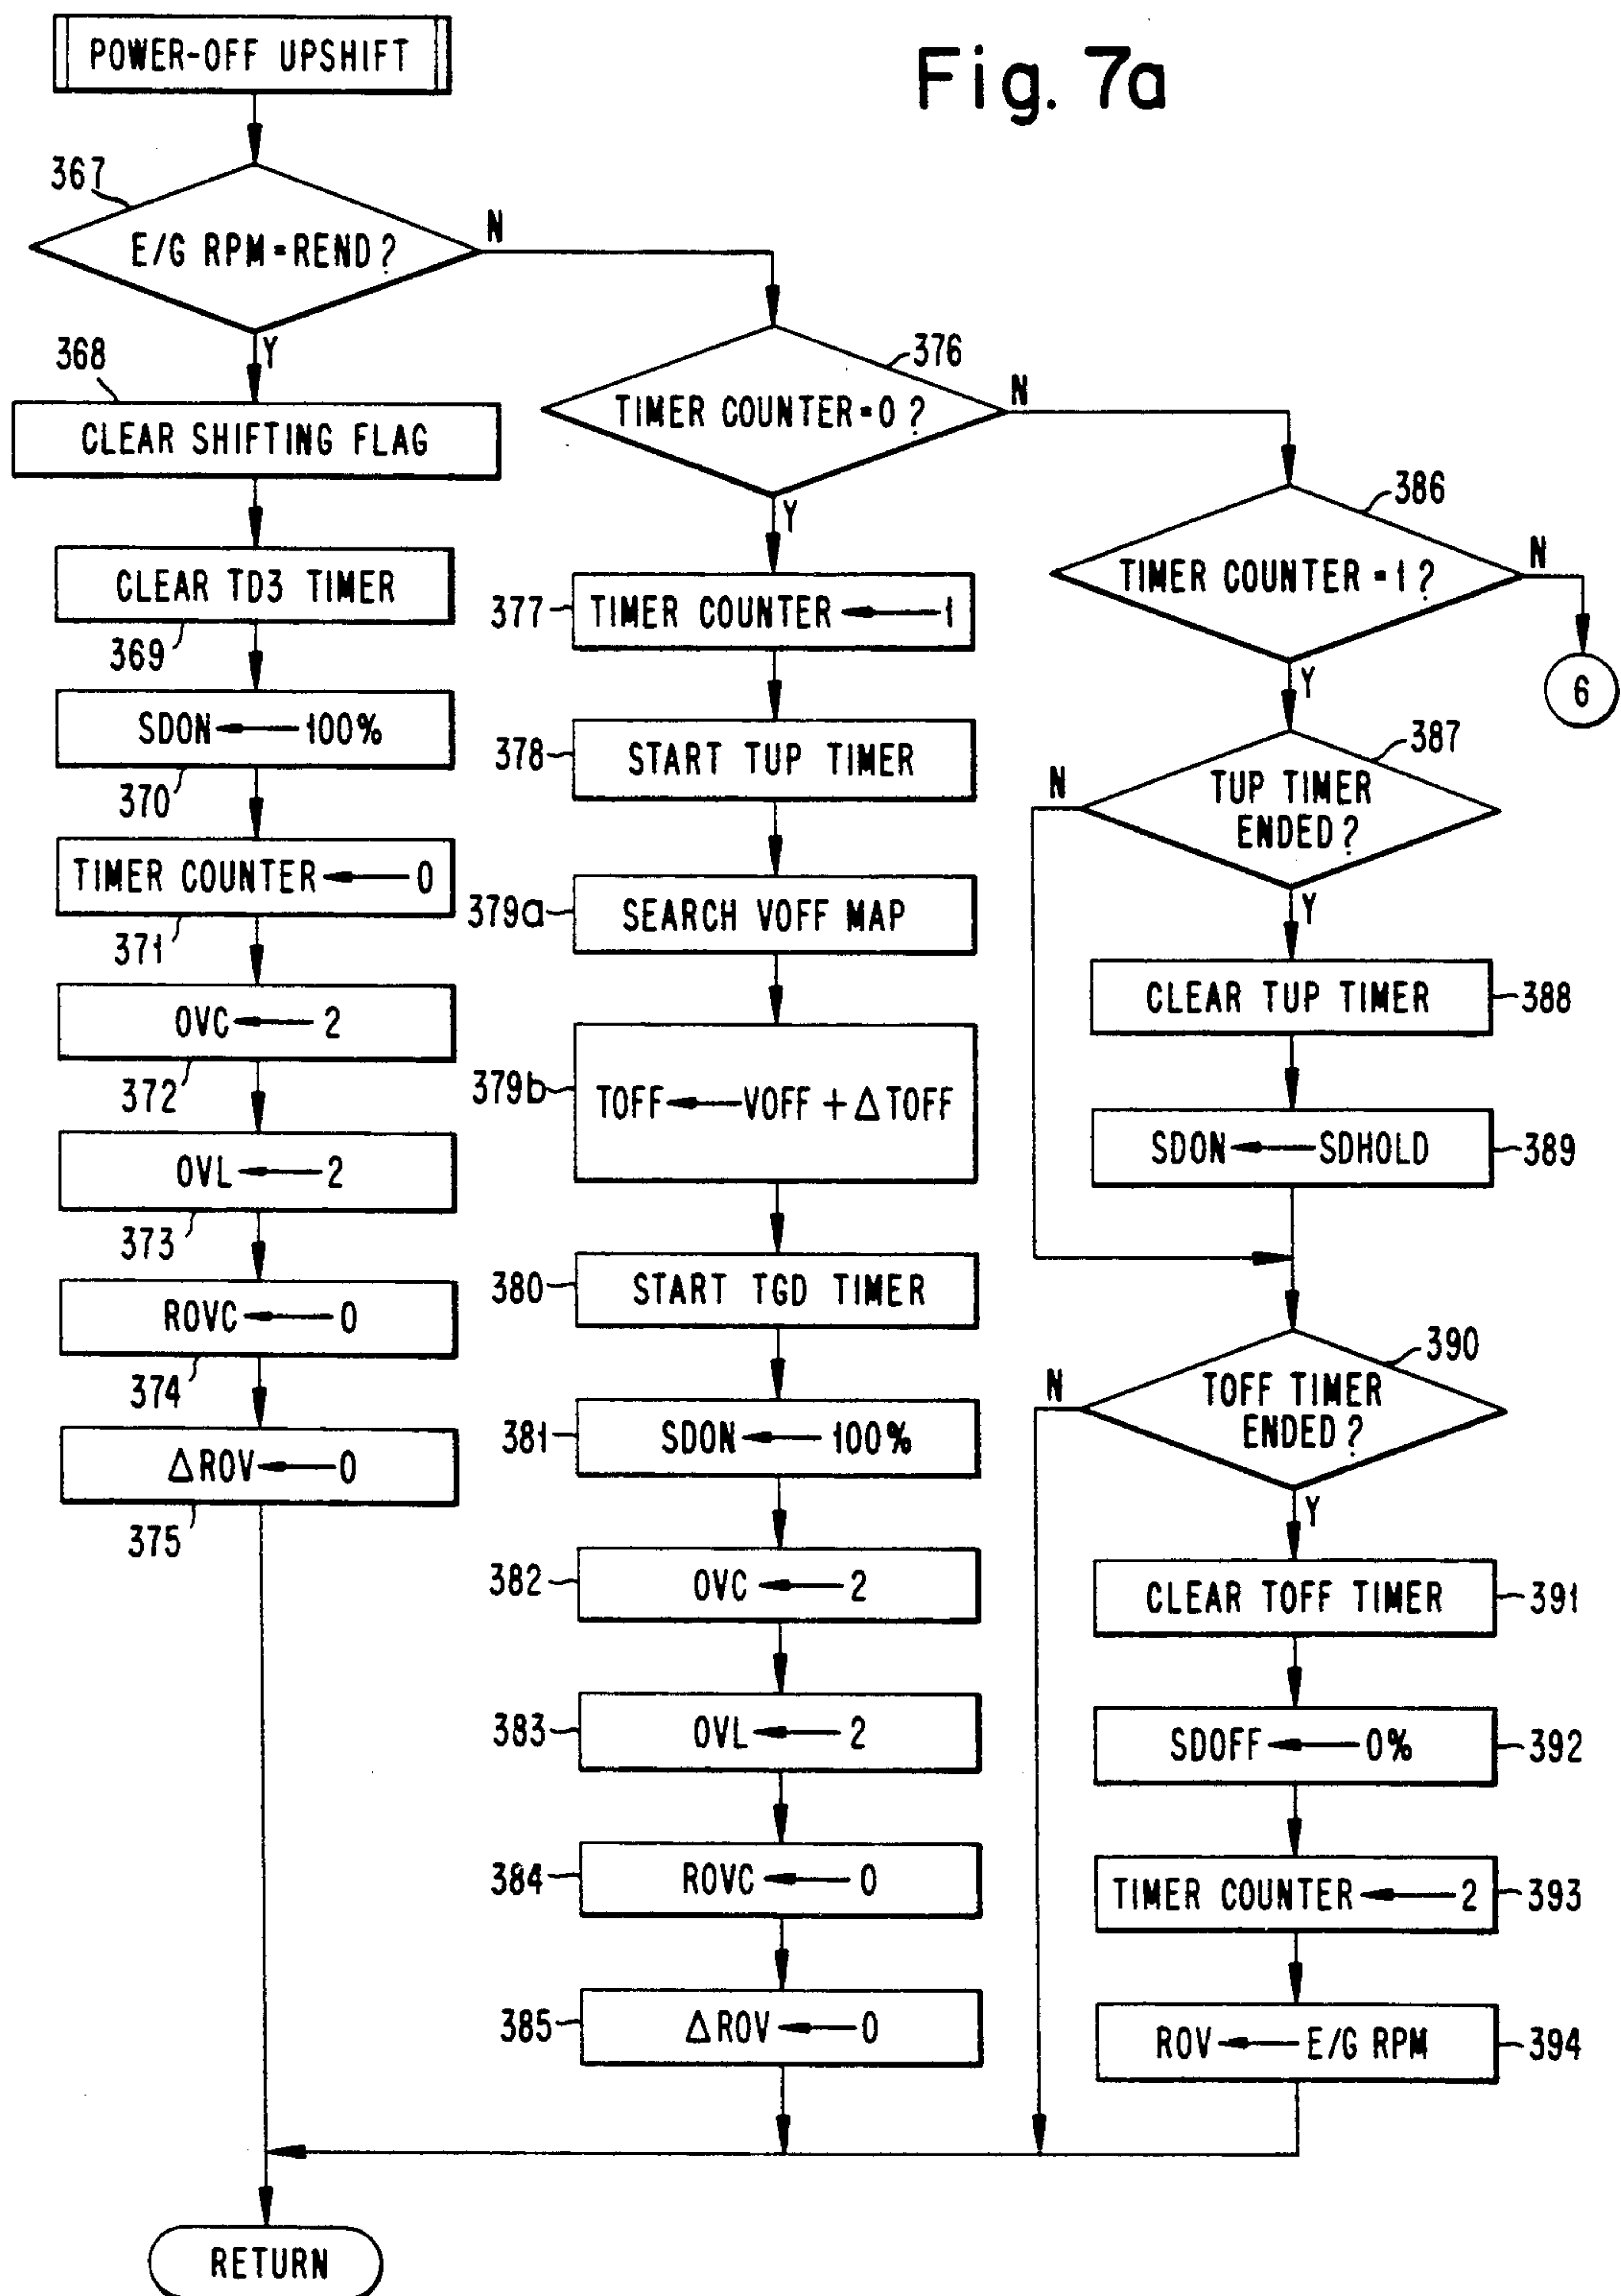 Fig. 7a
POWER-OFF UPSHIFT
367
E/G RPM=REND?
N
Y
368
CLEAR SHIFTING FLAG
CLEAR TD3 TIMER
369
SDON ← 100%
370
TIMER COUNTER ← 0
371
OVC ← 2
372
OVL ← 2
373
ROVC ← 0
374
ΔROV ← 0
375
RETURN
376
TIMER COUNTER=0?
N
Y
377
TIMER COUNTER ← 1
378
START TUP TIMER
379a
SEARCH VOFF MAP
379b
TOFF ← VOFF + ΔTOFF
380
START TGD TIMER
381
SDON ← 100%
382
OVC ← 2
383
OVL ← 2
384
ROVC ← 0
385
ΔROV ← 0
386
TIMER COUNTER=1?
N
6
Y
387
TUP TIMER
ENDED?
N
Y
CLEAR TUP TIMER
388
SDON ← SDHOLD
389
390
TOFF TIMER
ENDED?
N
Y
CLEAR TOFF TIMER
391
SDOFF ← 0%
392
TIMER COUNTER ← 2
393
ROV ← E/G RPM
394